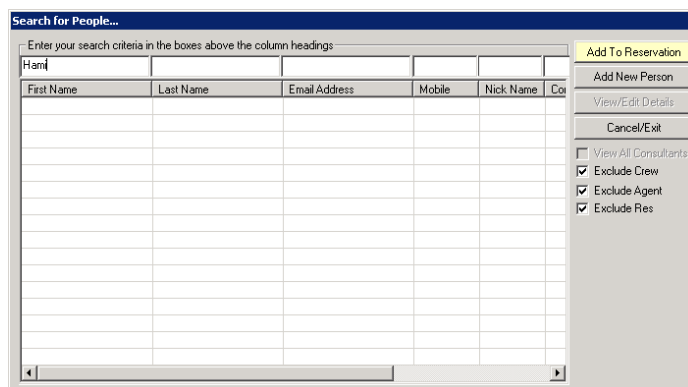 Search for People...
Enter your search criteria in the boxes above the column headings
Hami
First Name Last Name Email Address Mobile Nick Name
Add To Reservation
Add New Person
View/Edit Details
Cancel/Exit
View All Consultants
Exclude Crew
Exclude Agent
Exclude Res